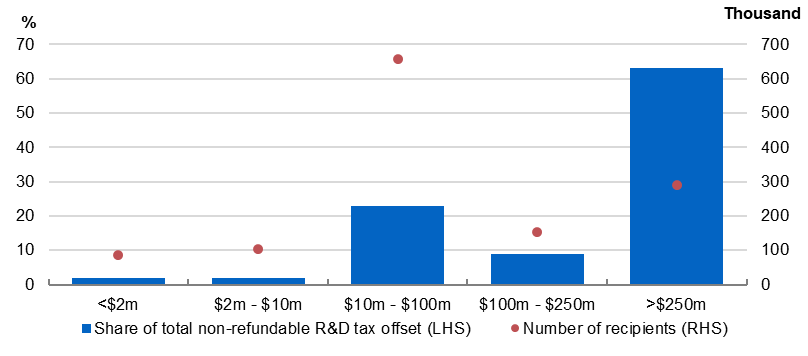 % Thousand
70 700
60 600
50 500
40 400
30 300
20 200
10 100
0 0
<$2m $2m - $10m $10m - $100m $100m - $250m >$250m
Share of total non-refundable R&D tax offset (LHS) Number of recipients (RHS)